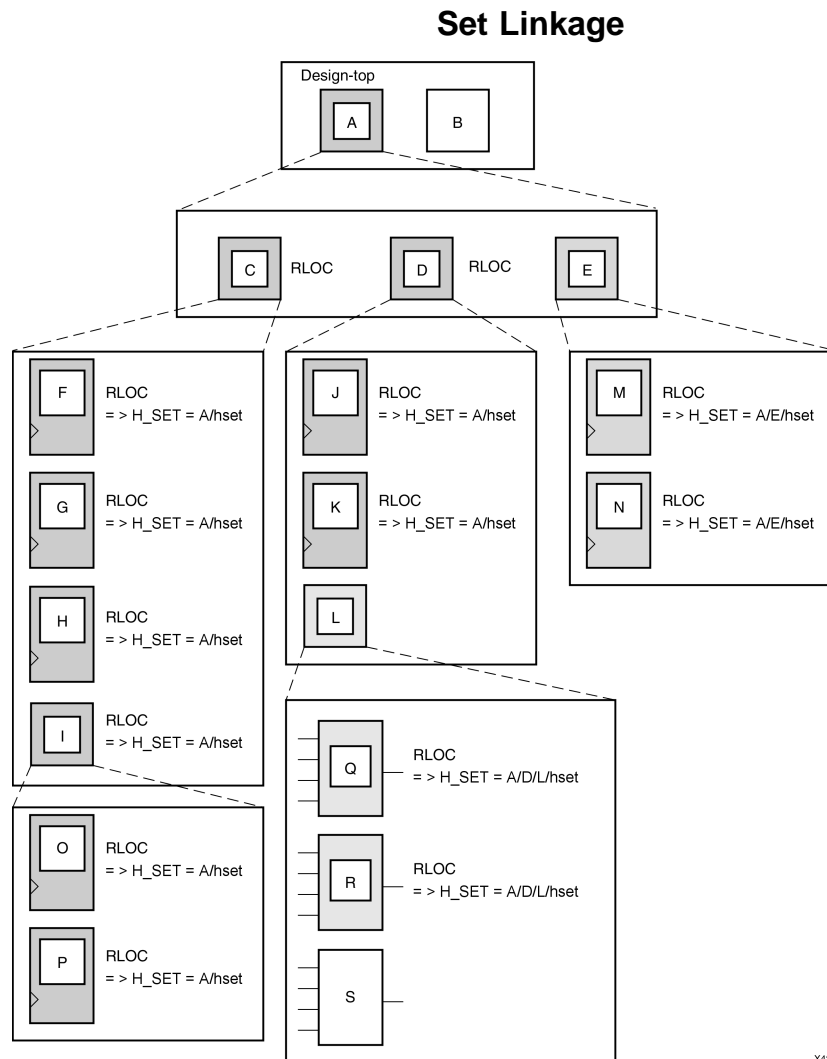 Set Linkage
Design-top
A
B
C
RLOC
D
RLOC
E
F
RLOC
= > H_SET = A/hset
G
RLOC
= > H_SET = A/hset
H
RLOC
= > H_SET = A/hset
I
RLOC
= > H_SET = A/hset
J
RLOC
= > H_SET = A/hset
K
RLOC
= > H_SET = A/hset
L
M
RLOC
= > H_SET = A/E/hset
N
RLOC
= > H_SET = A/E/hset
O
RLOC
= > H_SET = A/hset
P
RLOC
= > H_SET = A/hset
Q
RLOC
= > H_SET = A/D/L/hset
R
RLOC
= > H_SET = A/D/L/hset
S